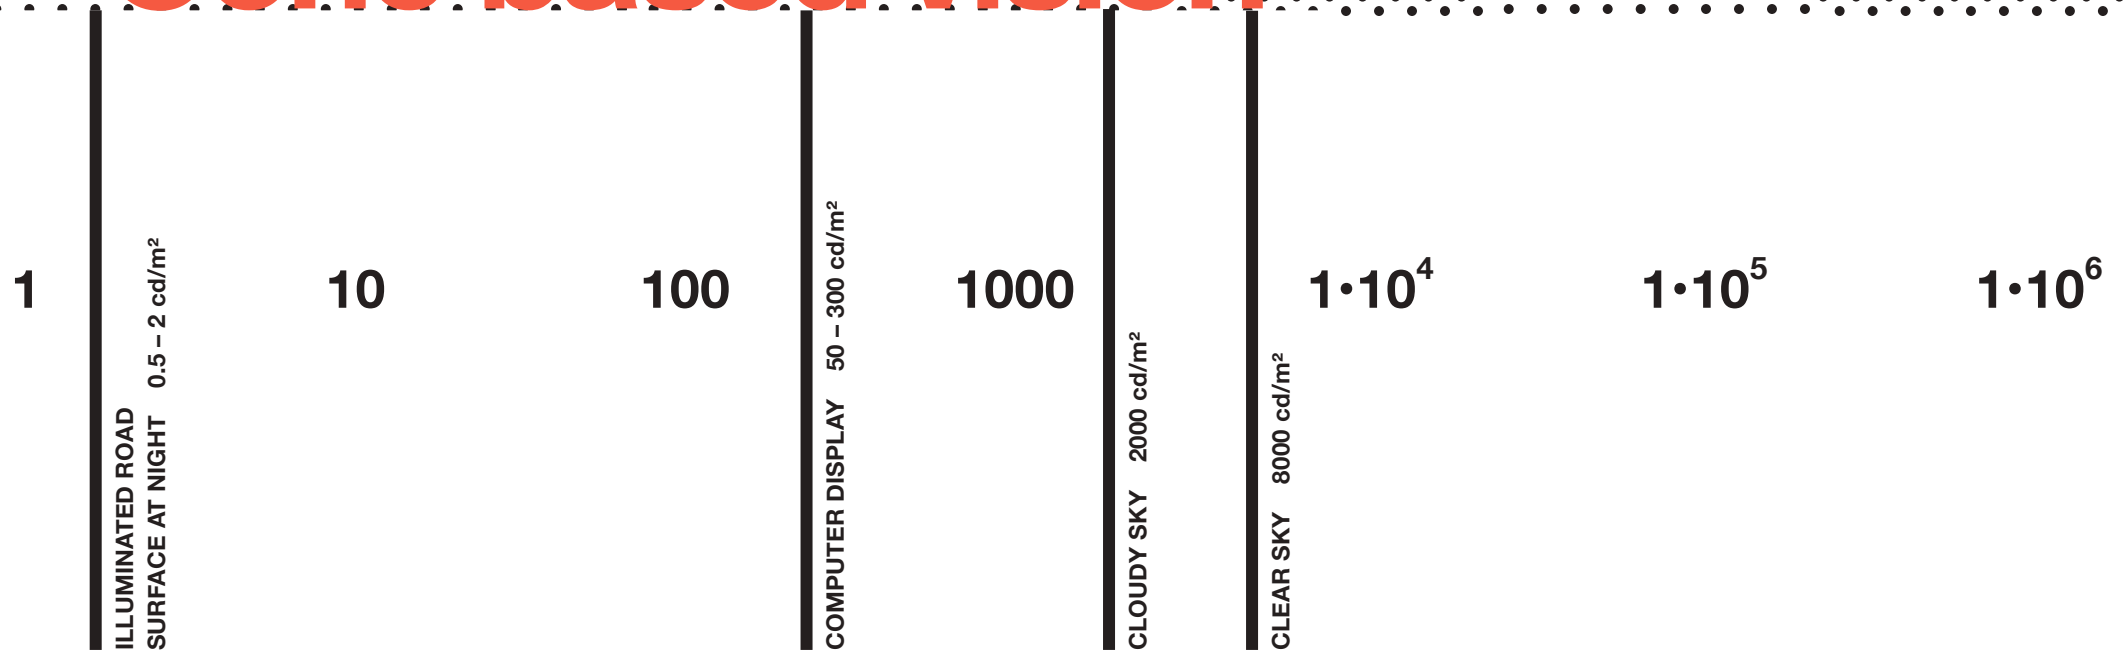 1 10 100 1000 1·10⁴ 1·10⁵ 1·10⁶
ILLUMINATED ROAD
SURFACE AT NIGHT 0.5 – 2 cd/m²
COMPUTER DISPLAY 50 – 300 cd/m²
CLOUDY SKY 2000 cd/m²
CLEAR SKY 8000 cd/m²